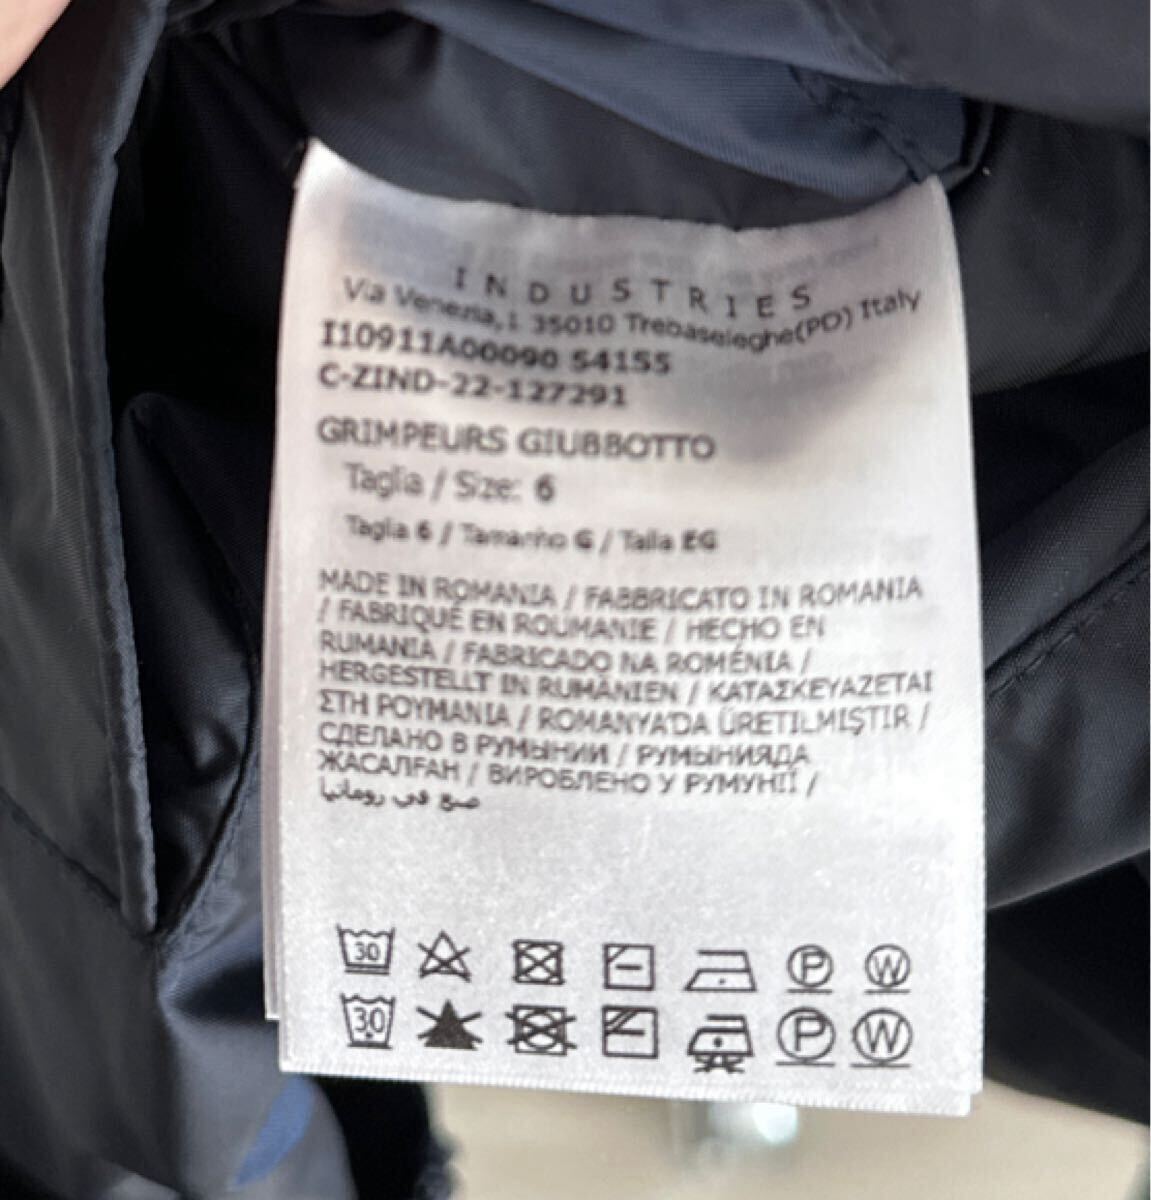 INDUSTRIES
Via Venezia, 1 35010 Trebaseleghe(PD) Italy
I10911A00090 54155
C-ZIND-22-127291
GRIMPEURS GIUBBOTTO
Taglia / Size: 6
Taglia 6 / Tamanho G / Talla EG
MADE IN ROMANIA / FABBRICATO IN ROMANIA
/ FABRIQUÉ EN ROUMANIE / HECHO EN
RUMANIA / FABRICADO NA ROMÉNIA /
HERGESTELLT IN RUMÄNIEN / ΚΑΤΑΣΚΕΥΑΖΕΤΑΙ
ΣΤΗ ΡΟΥΜΑΝΙΑ / ROMANYA'DA ÜRETİLMİŞTİR /
СДЕЛАНО В РУМЫНИИ / РУМЫНИЯДА
ЖАСАЛҒАН / ВИРОБЛЕНО У РУМУНІЇ /
صنع في رومانيا
30 P W
30 P W